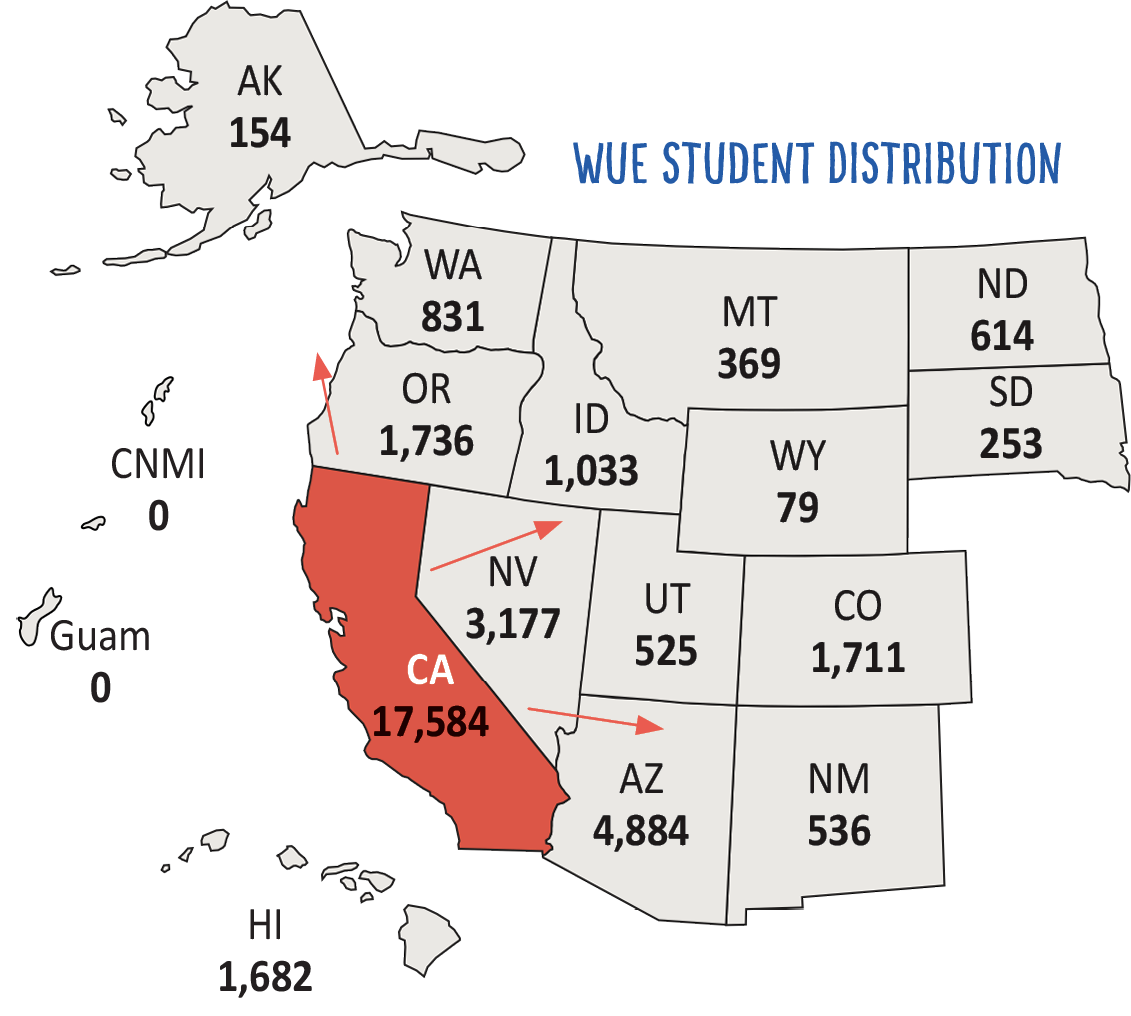 AK
154
WUE STUDENT DISTRIBUTION
WA
831
MT
369
ND
614
OR
1,736
ID
1,033
SD
253
WY
79
CNMI
0
NV
3,177
UT
525
CO
1,711
Guam
0
CA
17,584
AZ
4,884
NM
536
HI
1,682